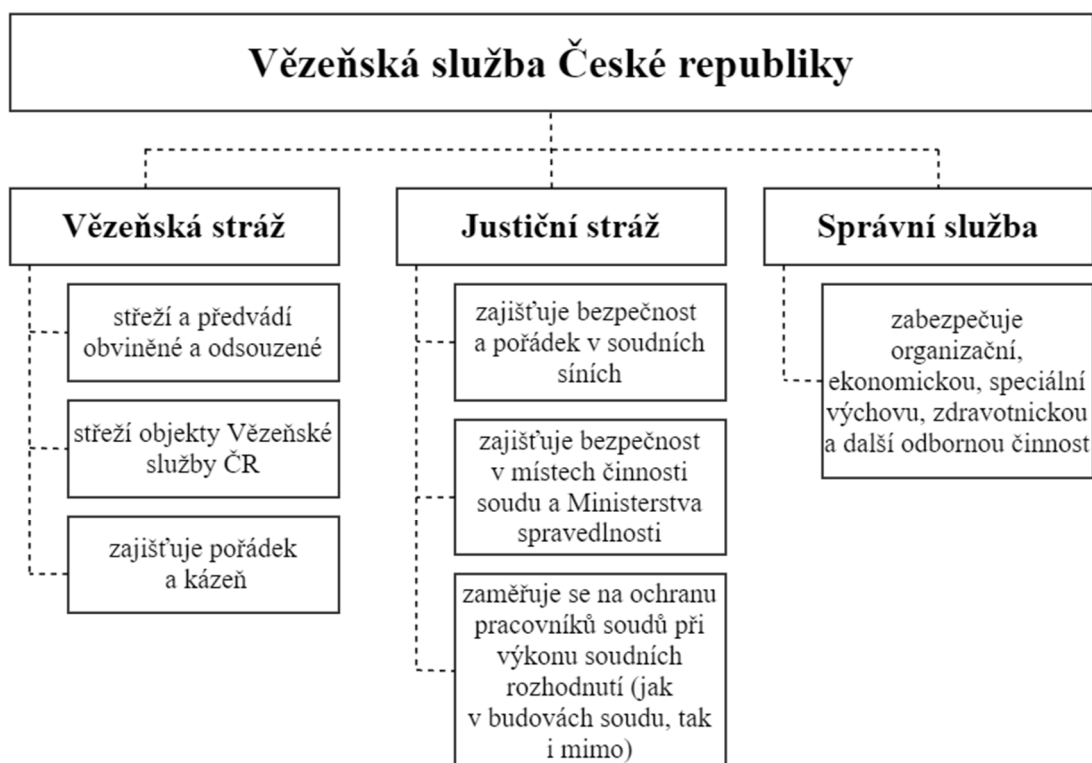 Vězeňská služba České republiky
Vězeňská stráž
střeží a předvádí
obviněné a odsouzené
střeží objekty Vězeňské
služby ČR
zajišťuje pořádek
a kázeň
Justiční stráž
zajišťuje bezpečnost
a pořádek v soudních
síních
zajišťuje bezpečnost
v místech činnosti
soudu a Ministerstva
spravedlnosti
zaměřuje se na ochranu
pracovníků soudů při
výkonu soudních
rozhodnutí (jak
v budovách soudu, tak
i mimo)
Správní služba
zabezpečuje
organizační,
ekonomickou, speciální
výchovu, zdravotnickou
a další odbornou činnost